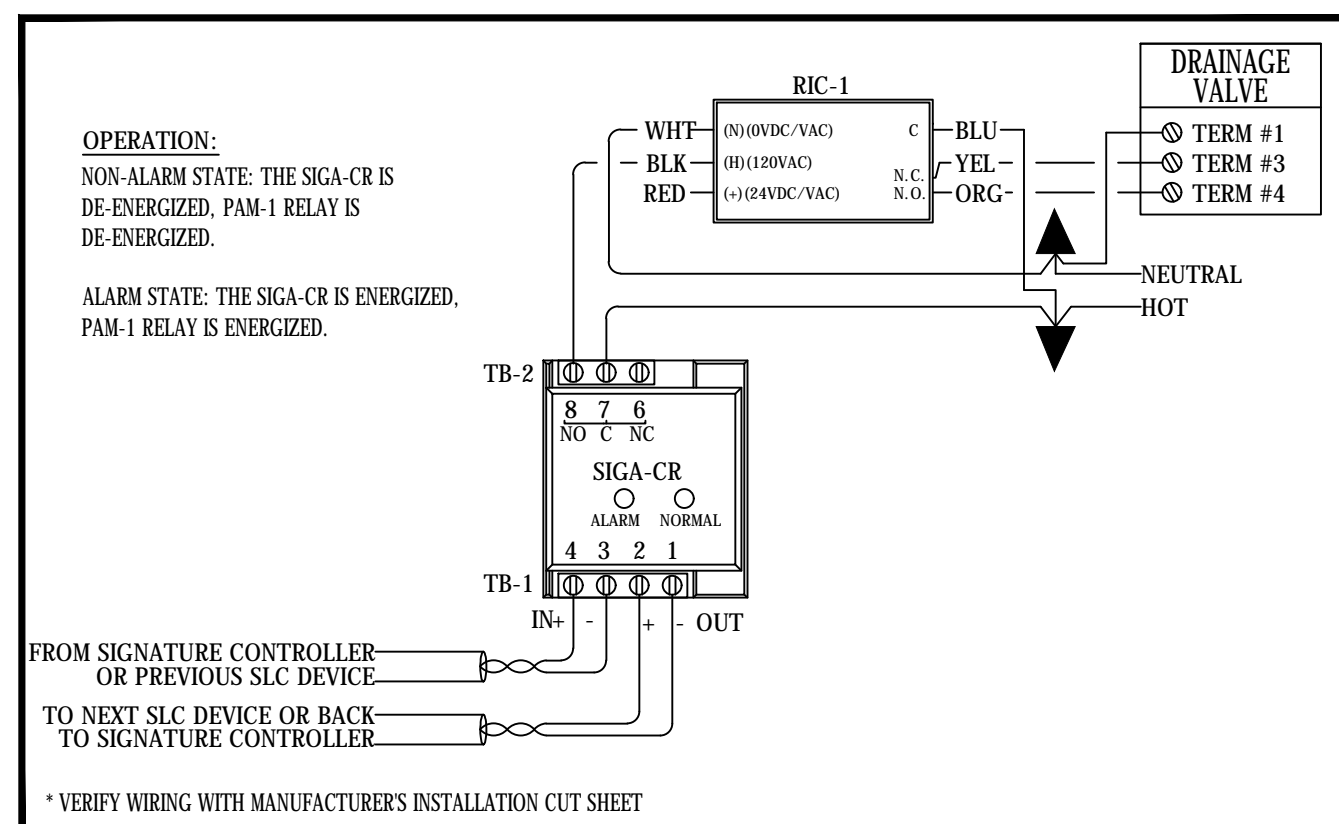 RIC-1
DRAINAGE
VALVE
OPERATION:
NON-ALARM STATE: THE SIGA-CR IS
DE-ENERGIZED, PAM-1 RELAY IS
DE-ENERGIZED.
ALARM STATE: THE SIGA-CR IS ENERGIZED,
PAM-1 RELAY IS ENERGIZED.
WHT (N)(0VDC/VAC) C BLU TERM #1
BLK (H)(120VAC) N.C. YEL TERM #3
RED (+)(24VDC/VAC) N.O. ORG TERM #4
NEUTRAL
HOT
TB-2
8 7 6
NO C NC
SIGA-CR
ALARM NORMAL
4 3 2 1
TB-1
IN+ - + - OUT
FROM SIGNATURE CONTROLLER
OR PREVIOUS SLC DEVICE
TO NEXT SLC DEVICE OR BACK
TO SIGNATURE CONTROLLER
* VERIFY WIRING WITH MANUFACTURER'S INSTALLATION CUT SHEET